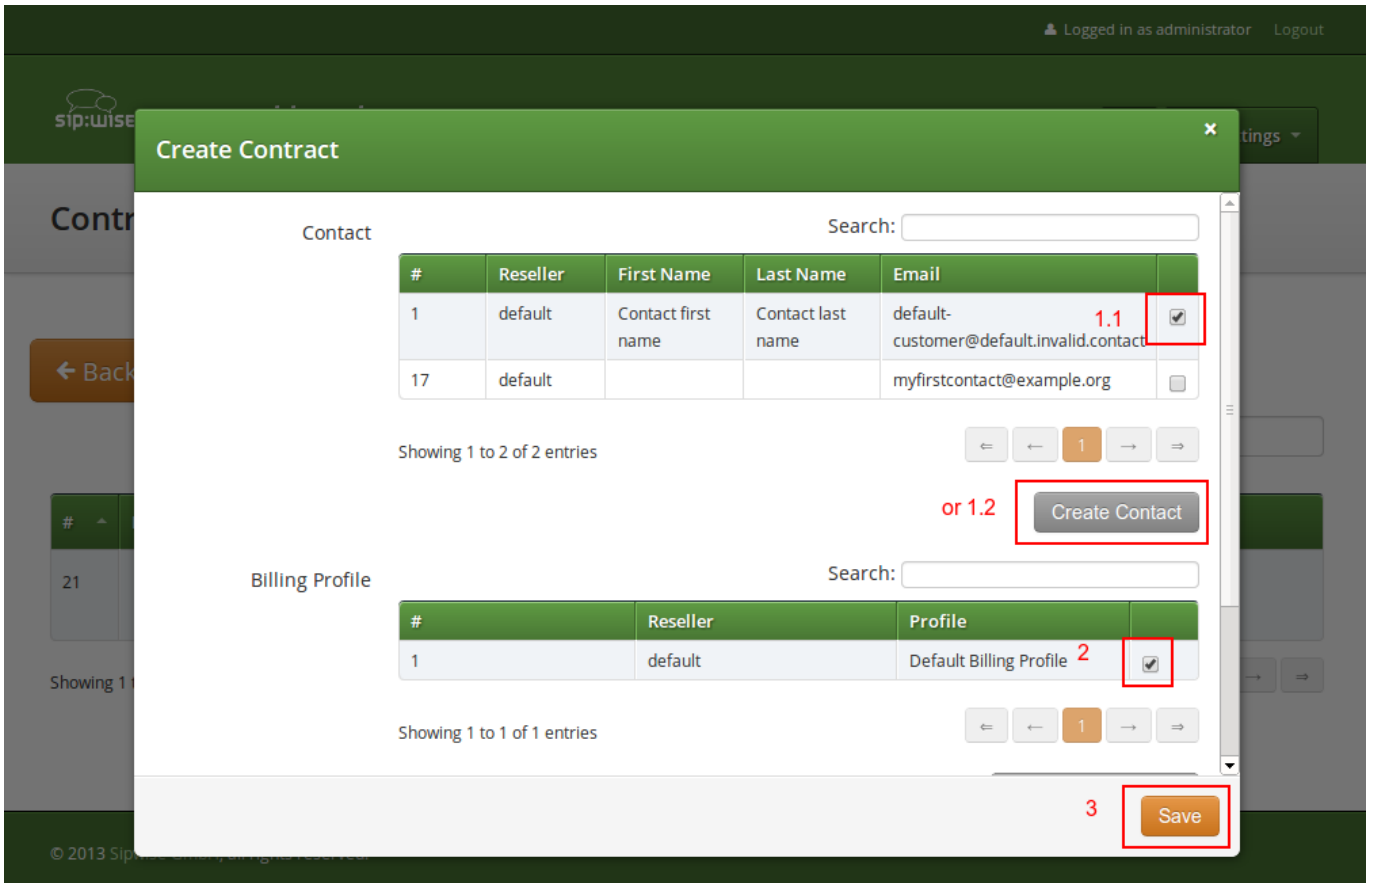 Logged in as administrator Logout
sip:wise
tings
Create Contract ×
Contr
Contact Search:
# Reseller First Name Last Name Email
1 default Contact first Contact last default-
name name customer@default.invalid.contact
1.1
17 default myfirstcontact@example.org
Back
Showing 1 to 2 of 2 entries ⇐ ← 1 → ⇒
or 1.2 Create Contact
#
21
Billing Profile Search:
# Reseller Profile
1 default Default Billing Profile 2
Showing 1 t
→ ⇒
Showing 1 to 1 of 1 entries ⇐ ← 1 → ⇒
3 Save
© 2013 Sip